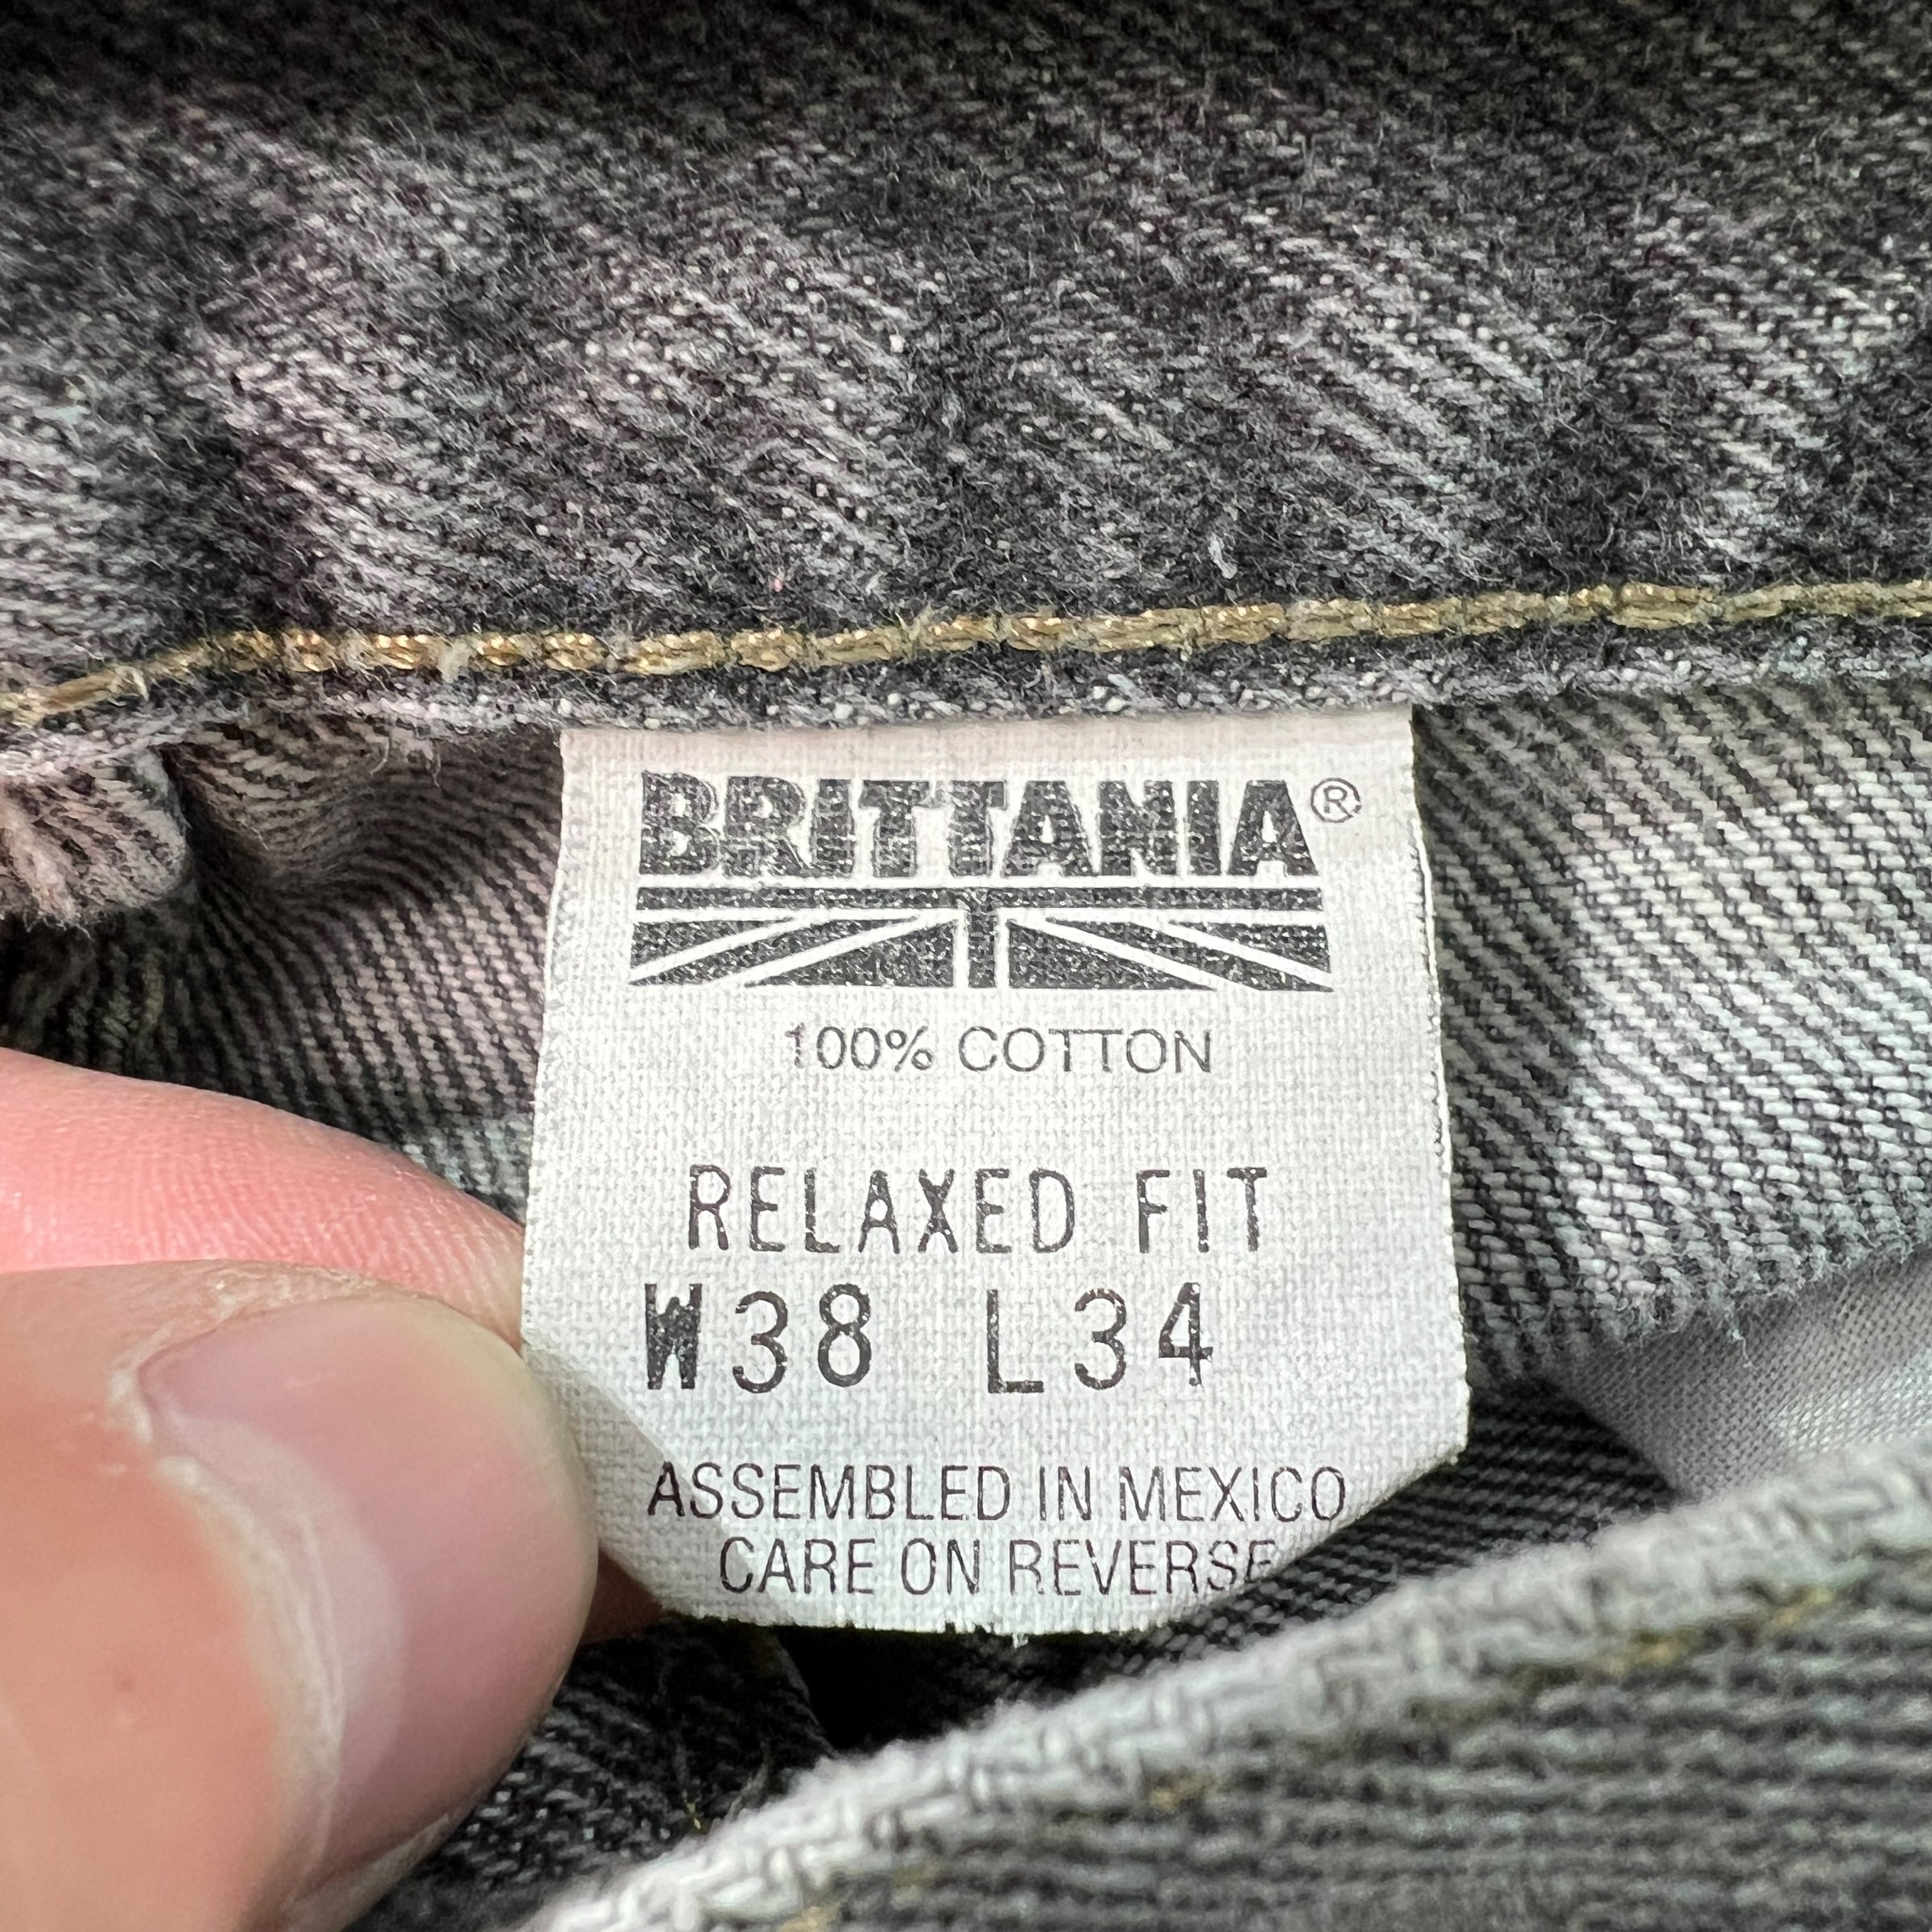 BRITTANIA®
100% COTTON
RELAXED FIT
W38 L34
ASSEMBLED IN MEXICO
CARE ON REVERSE